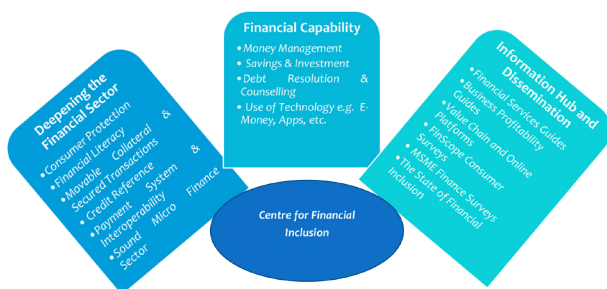 Deepening the
Financial Sector
•Consumer Protection
•Financial Literacy
•Movable Collateral &
Secured Transactions
• Credit Reference
•Payment System &
Interoperability
•Sound Micro Finance
Sector
Financial Capability
•Money Management
•Savings & Investment
•Debt Resolution &
Counselling
• Use of Technology e.g. E-
Money, Apps, etc.
Information Hub and
Dissemination
•Financial Services Guides
•Business Profitability
Guides
•Value Chain and Online
Platforms
•FinScope Consumer
Surveys
•MSME Finance Surveys
•The State of Financial
Inclusion
Centre for Financial
Inclusion